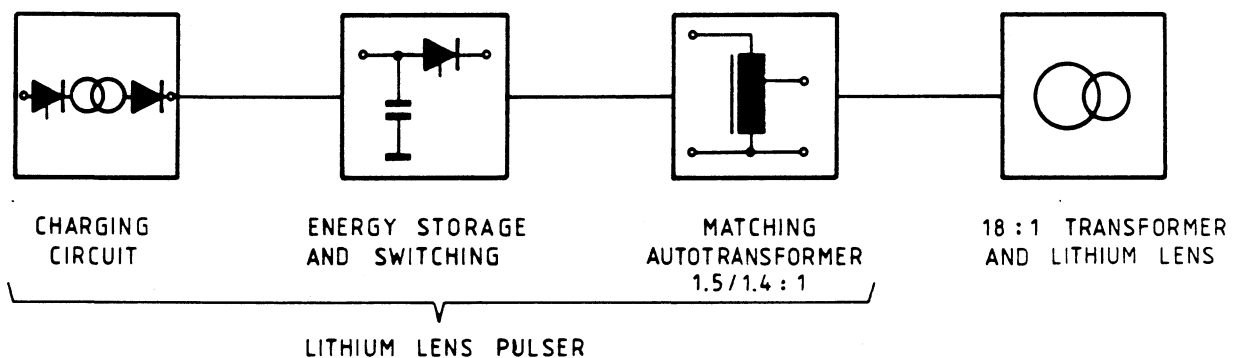 CHARGING
CIRCUIT
ENERGY STORAGE
AND SWITCHING
MATCHING
AUTOTRANSFORMER
1.5/1.4 : 1
18 : 1 TRANSFORMER
AND LITHIUM LENS
LITHIUM LENS PULSER